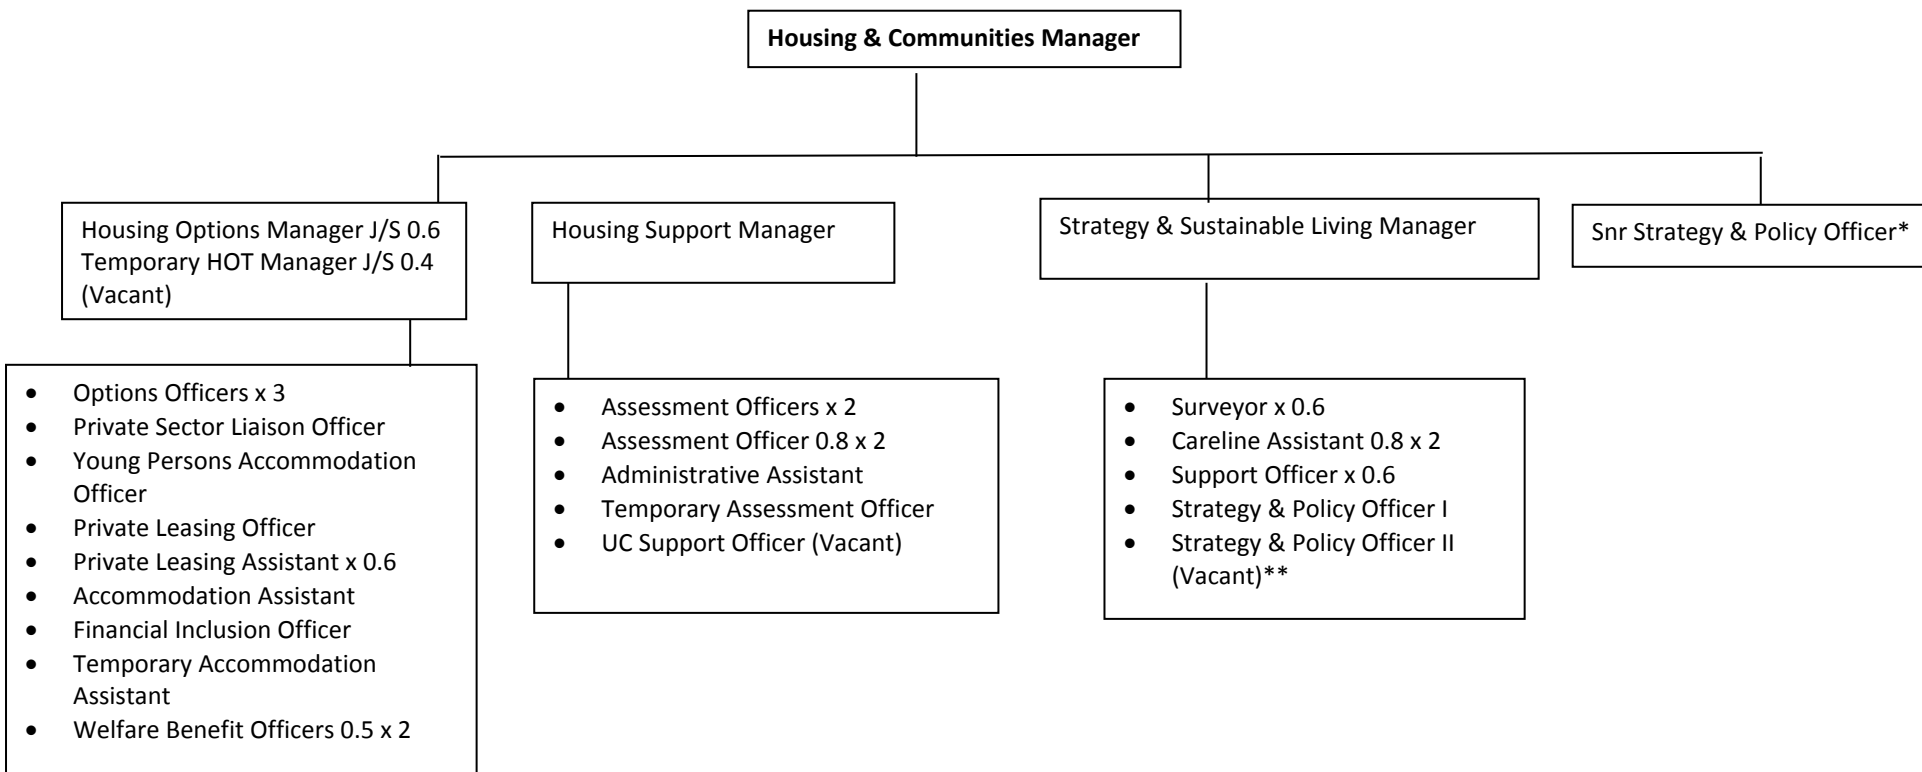 Housing & Communities Manager
Housing Options Manager J/S 0.6
Temporary HOT Manager J/S 0.4
(Vacant)
Housing Support Manager
Strategy & Sustainable Living Manager
Snr Strategy & Policy Officer*
• Options Officers x 3
• Private Sector Liaison Officer
• Young Persons Accommodation
Officer
• Private Leasing Officer
• Private Leasing Assistant x 0.6
• Accommodation Assistant
• Financial Inclusion Officer
• Temporary Accommodation
Assistant
• Welfare Benefit Officers 0.5 x 2
• Assessment Officers x 2
• Assessment Officer 0.8 x 2
• Administrative Assistant
• Temporary Assessment Officer
• UC Support Officer (Vacant)
• Surveyor x 0.6
• Careline Assistant 0.8 x 2
• Support Officer x 0.6
• Strategy & Policy Officer I
• Strategy & Policy Officer II
(Vacant)**